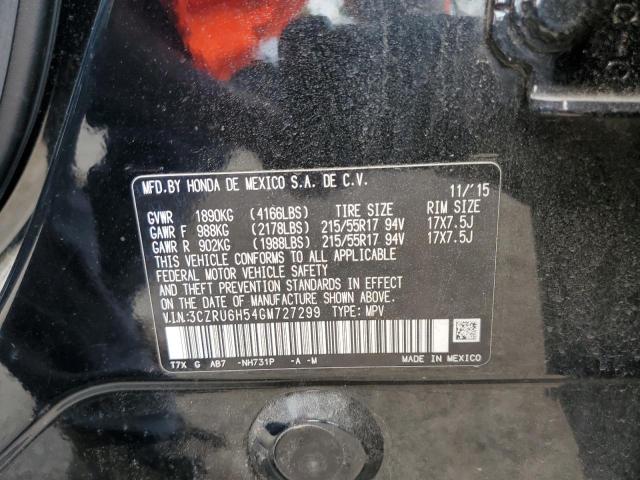 MFD.BY HONDA DE MEXICO S.A. DE C.V. 11/'15
GVWR 1890KG (4166LBS) TIRE SIZE RIM SIZE
GAWR F 988KG (2178LBS) 215/55R17 94V 17X7.5J
GAWR R 902KG (1988LBS) 215/55R17 94V 17X7.5J
THIS VEHICLE CONFORMS TO ALL APPLICABLE
FEDERAL MOTOR VEHICLE SAFETY
AND THEFT PREVENTION STANDARDS IN EFFECT
ON THE DATE OF MANUFACTURE SHOWN ABOVE.
V.I.N:3CZRU6H54GM727299 TYPE: MPV
T7X G AB7 -NH731P -A -M MADE IN MEXICO